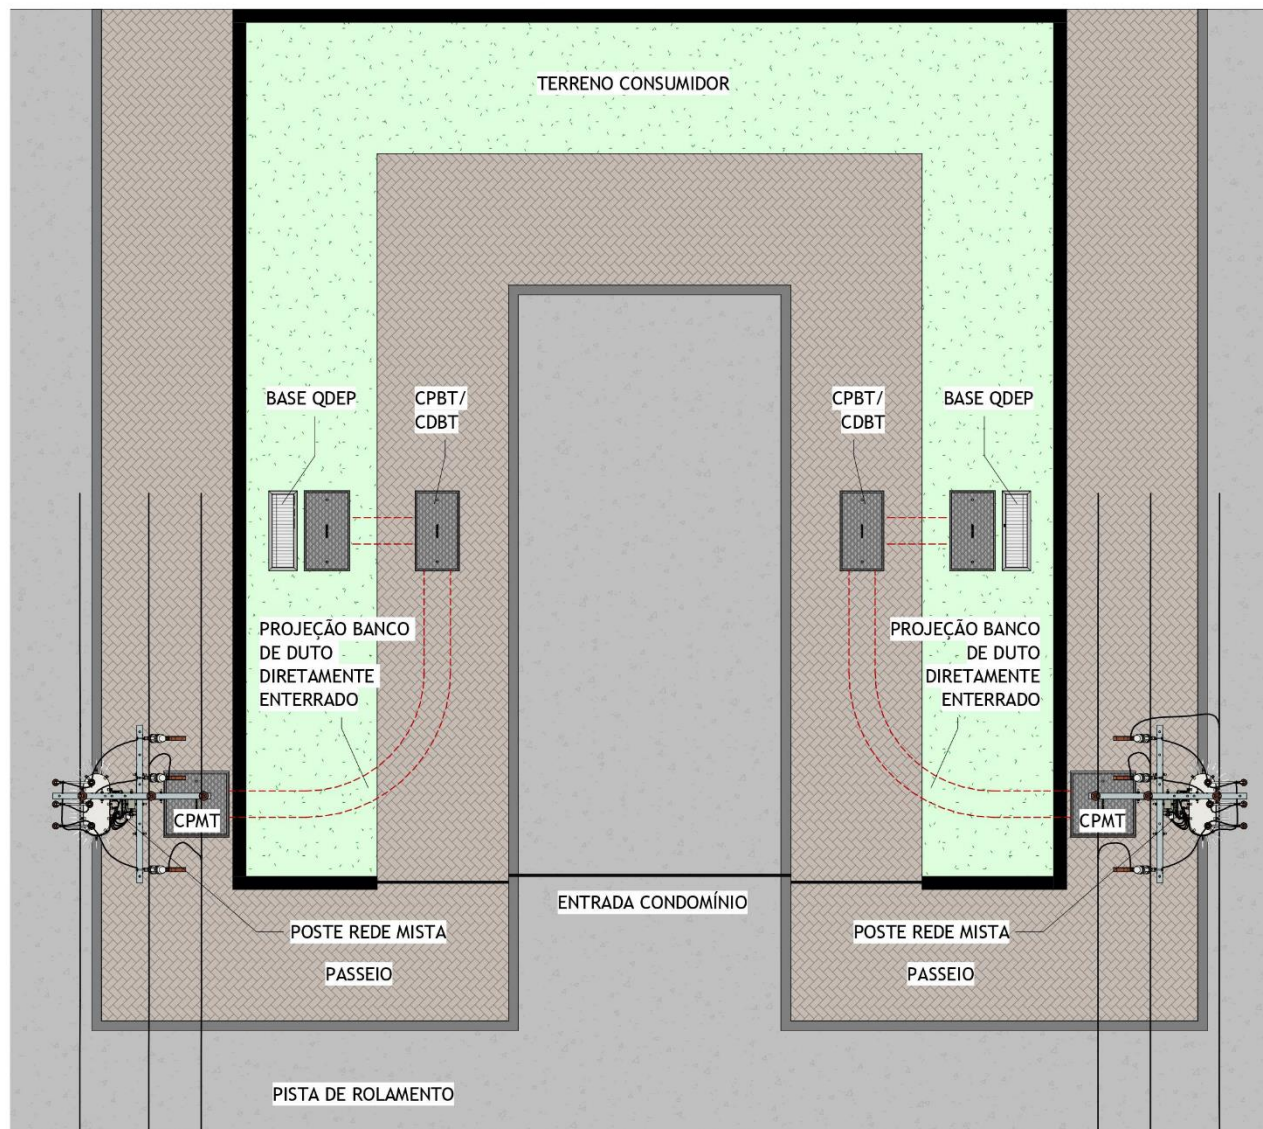 TERRENO CONSUMIDOR
BASE QDEP
CPBT/
CDBT
CPBT/
CDBT
BASE QDEP
PROJEÇÃO BANCO
DE DUTO
DIRETAMENTE
ENTERRADO
PROJEÇÃO BANCO
DE DUTO
DIRETAMENTE
ENTERRADO
CPMT
CPMT
ENTRADA CONDOMÍNIO
POSTE REDE MISTA
POSTE REDE MISTA
PASSEIO
PASSEIO
PISTA DE ROLAMENTO